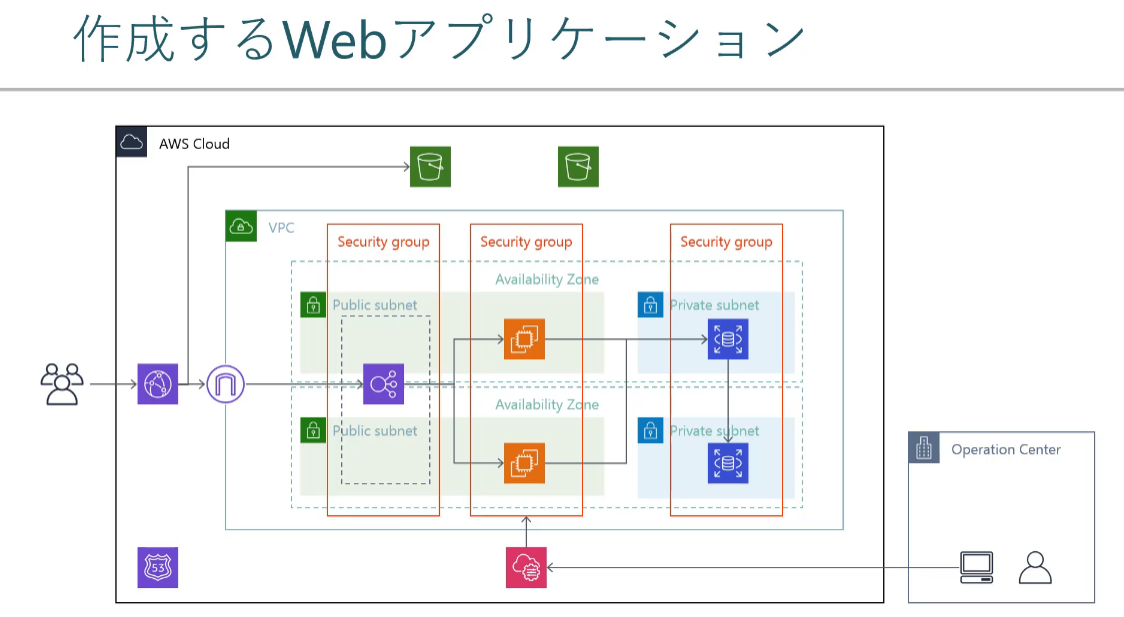 作成するWebアプリケーション
AWS Cloud
VPC
Security group
Security group
Security group
Availability Zone
Public subnet
Private subnet
Availability Zone
Public subnet
Private subnet
Operation Center
53